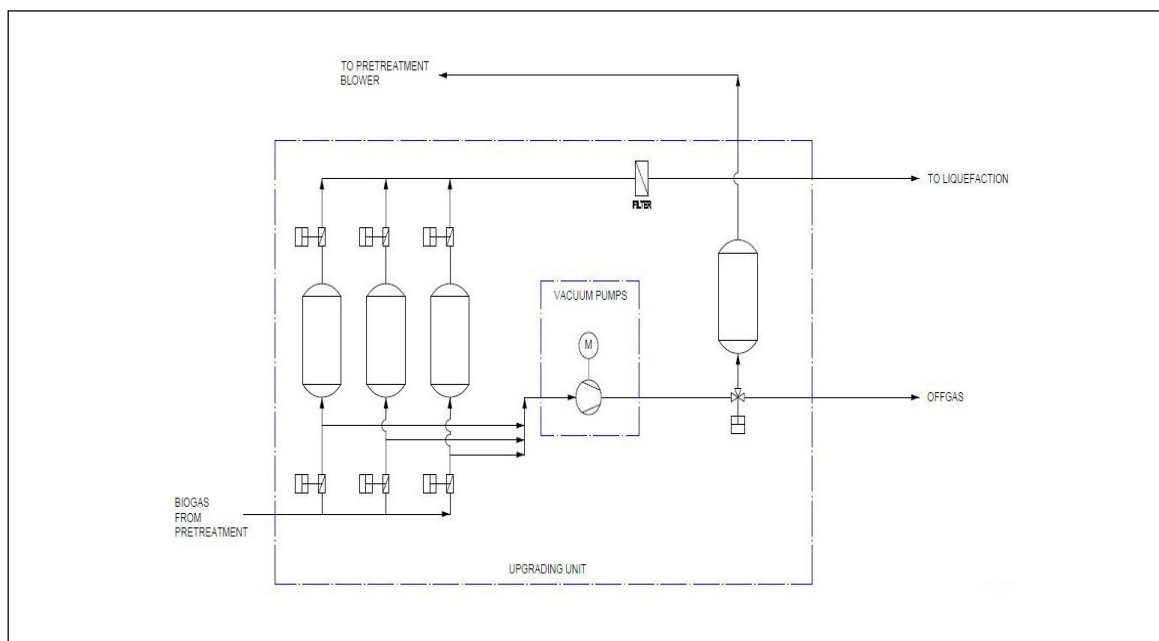 TO PRETREATMENT
BLOWER
TO LIQUEFACTION
FILTER
VACUUM PUMPS
M
OFFGAS
BIOGAS
FROM
PRETREATMENT
UPGRADING UNIT